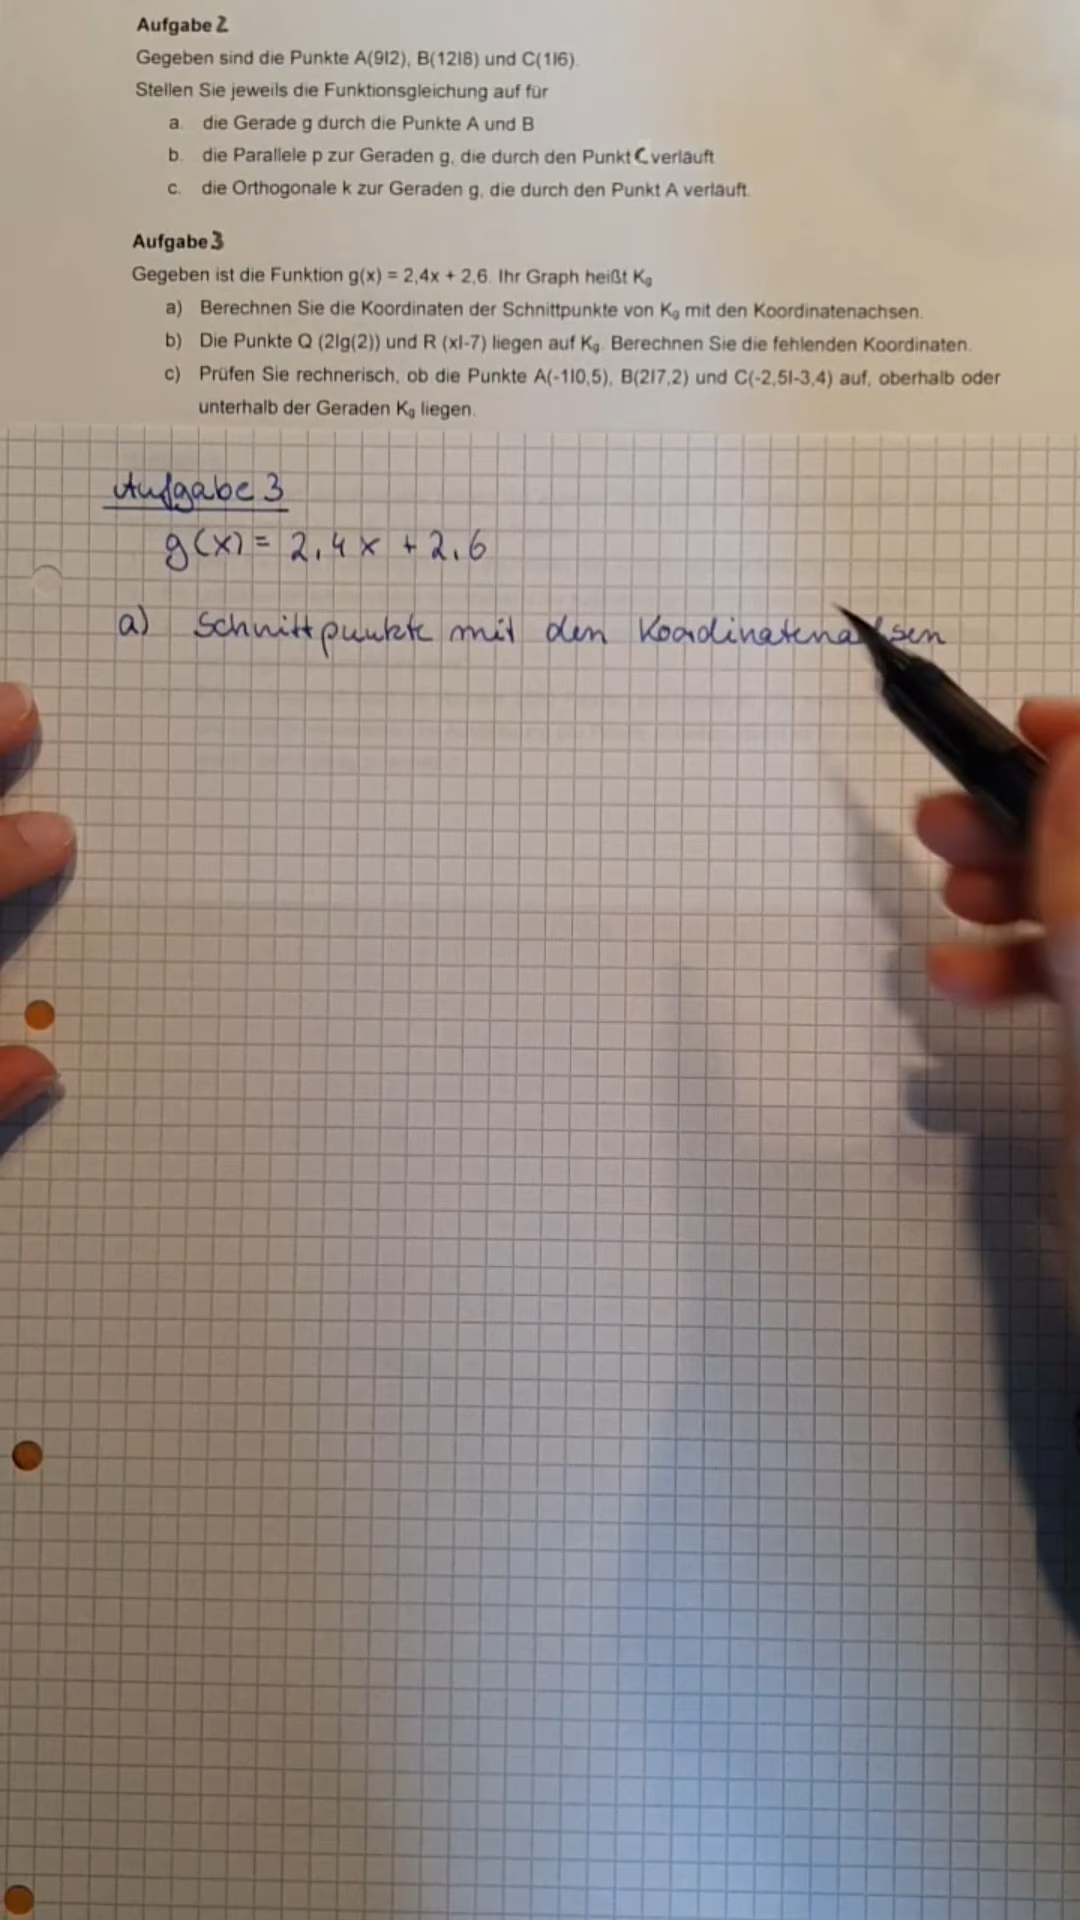 Aufgabe 2
Gegeben sind die Punkte A(9|2), B(12|8) und C(1|6).
Stellen Sie jeweils die Funktionsgleichung auf für
a. die Gerade g durch die Punkte A und B
b. die Parallele p zur Geraden g, die durch den Punkt C verläuft
c. die Orthogonale k zur Geraden g, die durch den Punkt A verläuft.
Aufgabe 3
Gegeben ist die Funktion g(x) = 2,4x + 2,6. Ihr Graph heißt Kg
a) Berechnen Sie die Koordinaten der Schnittpunkte von Kg mit den Koordinatenachsen.
b) Die Punkte Q (2|g(2)) und R (x|-7) liegen auf Kg. Berechnen Sie die fehlenden Koordinaten.
c) Prüfen Sie rechnerisch, ob die Punkte A(-1|0,5), B(2|7,2) und C(-2,5|-3,4) auf, oberhalb oder
unterhalb der Geraden Kg liegen.
Aufgabe 3
g(x) = 2,4x + 2,6
a) Schnittpunkte mit den Koordinatenachsen